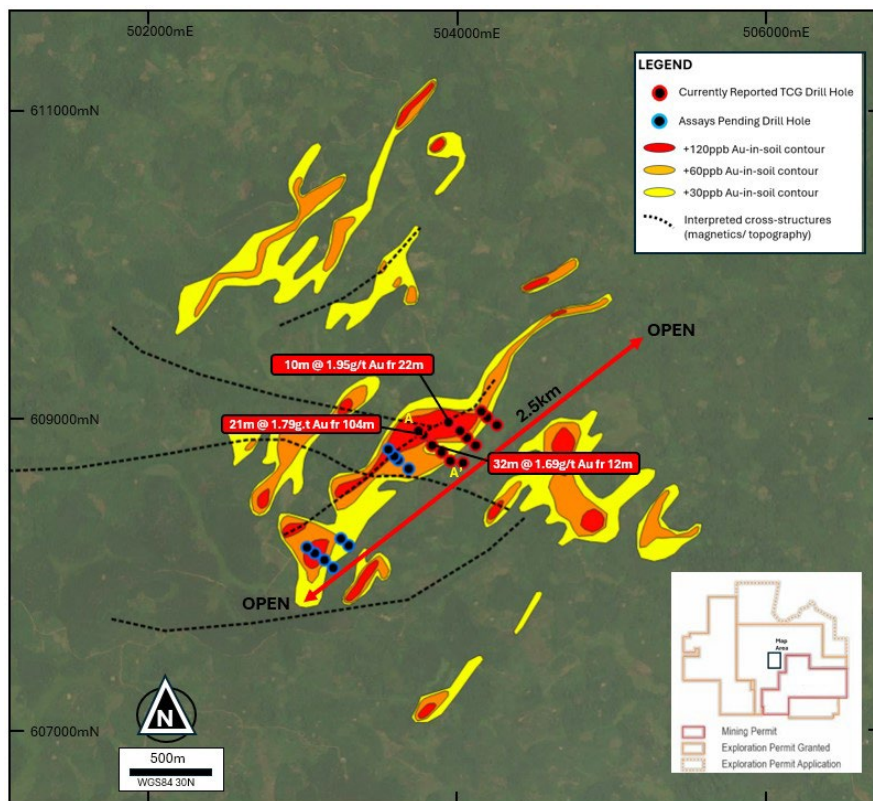 502000mE
504000mE
506000mE
611000mN
609000mN
607000mN
LEGEND
Currently Reported TCG Drill Hole
Assays Pending Drill Hole
+120ppb Au-in-soil contour
+60ppb Au-in-soil contour
+30ppb Au-in-soil contour
Interpreted cross-structures
(magnetics/ topography)
OPEN
10m @ 1.95g/t Au fr 22m
2.5km
A
21m @ 1.79g.t Au fr 104m
32m @ 1.69g/t Au fr 12m
A'
OPEN
N
500m
WGS84 30N
Map
Area
Mining Permit
Exploration Permit Granted
Exploration Permit Application